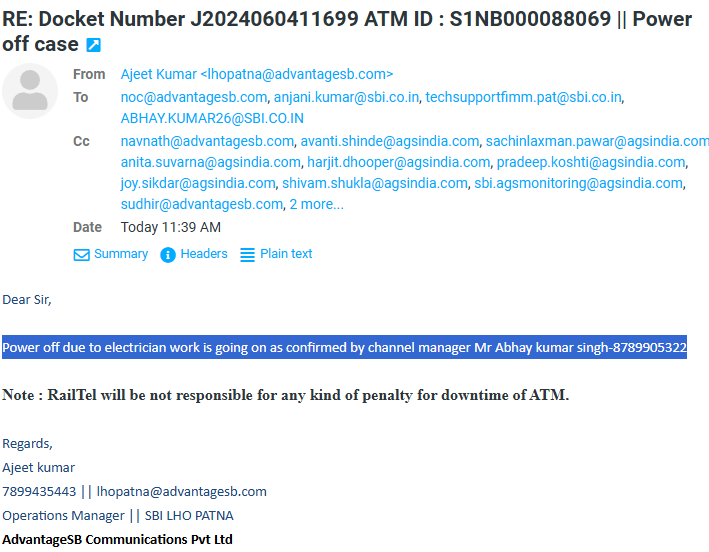 RE: Docket Number J2024060411699 ATM ID : S1NB000088069 || Power
off case
From Ajeet Kumar <lhopatna@advantagesb.com>
To noc@advantagesb.com, anjani.kumar@sbi.co.in, techsupportfimm.pat@sbi.co.in,
ABHAY.KUMAR26@SBI.CO.IN
Cc navnath@advantagesb.com, avanti.shinde@agsindia.com, sachinlaxman.pawar@agsindia.com
anita.suvarna@agsindia.com, harjit.dhooper@agsindia.com, pradeep.koshti@agsindia.com,
joy.sikdar@agsindia.com, shivam.shukla@agsindia.com, sbi.agsmonitoring@agsindia.com,
sudhir@advantagesb.com, 2 more...
Date Today 11:39 AM
Summary Headers Plain text
Dear Sir,
Power off due to electrician work is going on as confirmed by channel manager Mr Abhay kumar singh-8789905322
Note : RailTel will be not responsible for any kind of penalty for downtime of ATM.
Regards,
Ajeet kumar
7899435443 || lhopatna@advantagesb.com
Operations Manager || SBI LHO PATNA
AdvantageSB Communications Pvt Ltd